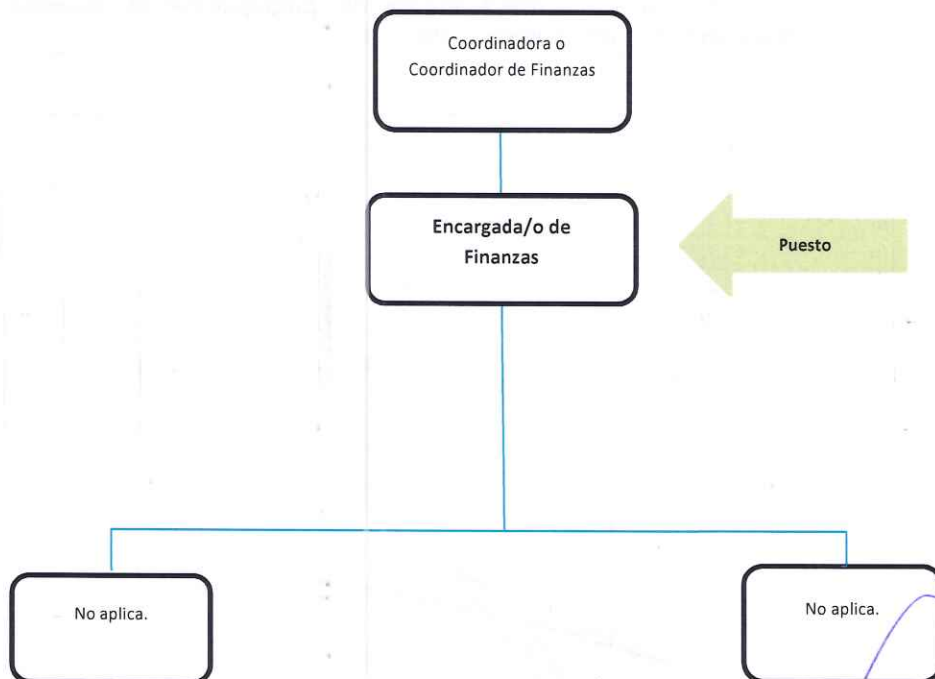 Coordinadora o
Coordinador de Finanzas
Encargada/o de
Finanzas
Puesto
No aplica.
No aplica.